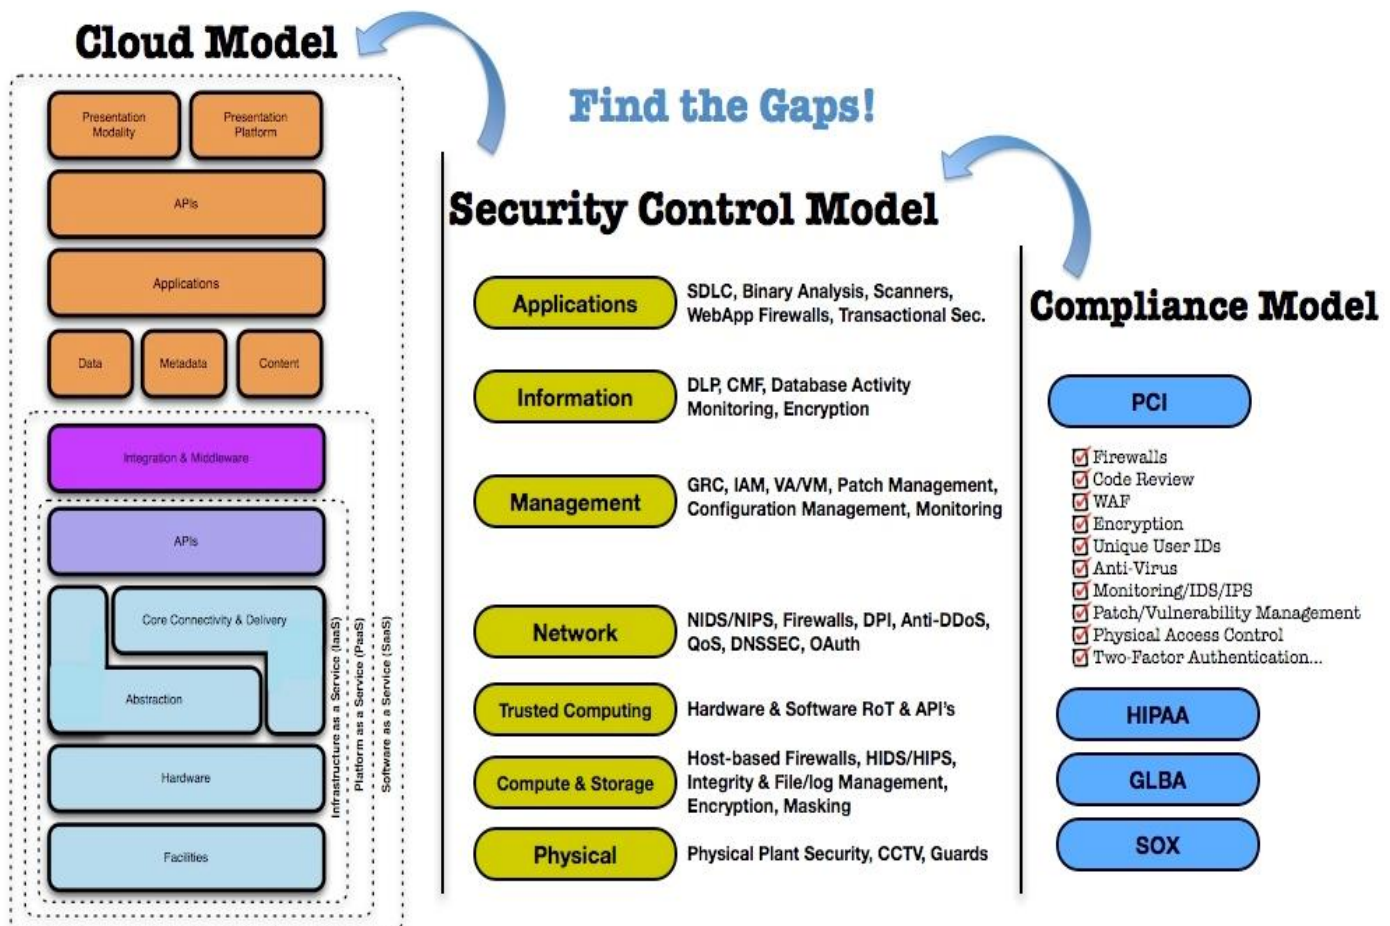 Cloud Model
Find the Gaps!
Presentation
Modality
Presentation
Platform
APIs
Applications
Data
Metadata
Content
Integration & Middleware
APIs
Core Connectivity & Delivery
Abstraction
Hardware
Facilities
Infrastructure as a Service (IaaS)
Platform as a Service (PaaS)
Software as a Service (SaaS)
Security Control Model
Applications
SDLC, Binary Analysis, Scanners,
WebApp Firewalls, Transactional Sec.
Information
DLP, CMF, Database Activity
Monitoring, Encryption
Management
GRC, IAM, VA/VM, Patch Management,
Configuration Management, Monitoring
Network
NIDS/NIPS, Firewalls, DPI, Anti-DDoS,
QoS, DNSSEC, OAuth
Trusted Computing
Hardware & Software RoT & API's
Compute & Storage
Host-based Firewalls, HIDS/HIPS,
Integrity & File/log Management,
Encryption, Masking
Physical
Physical Plant Security, CCTV, Guards
Compliance Model
PCI
Firewalls
Code Review
WAF
Encryption
Unique User IDs
Anti-Virus
Monitoring/IDS/IPS
Patch/Vulnerability Management
Physical Access Control
Two-Factor Authentication...
HIPAA
GLBA
SOX